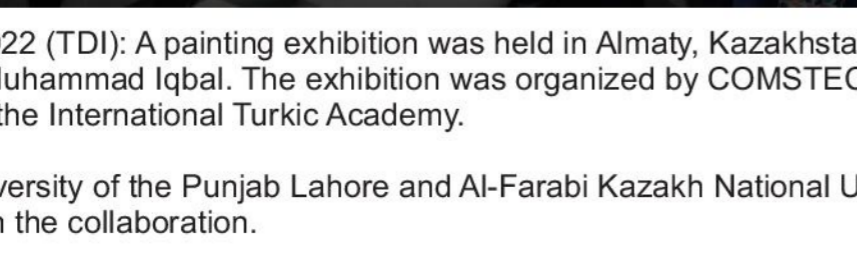 22 (TDI): A painting exhibition was held in Almaty, Kazakhsta
uhammad Iqbal. The exhibition was organized by COMSTEC
the International Turkic Academy.
versity of the Punjab Lahore and Al-Farabi Kazakh National U
the collaboration.